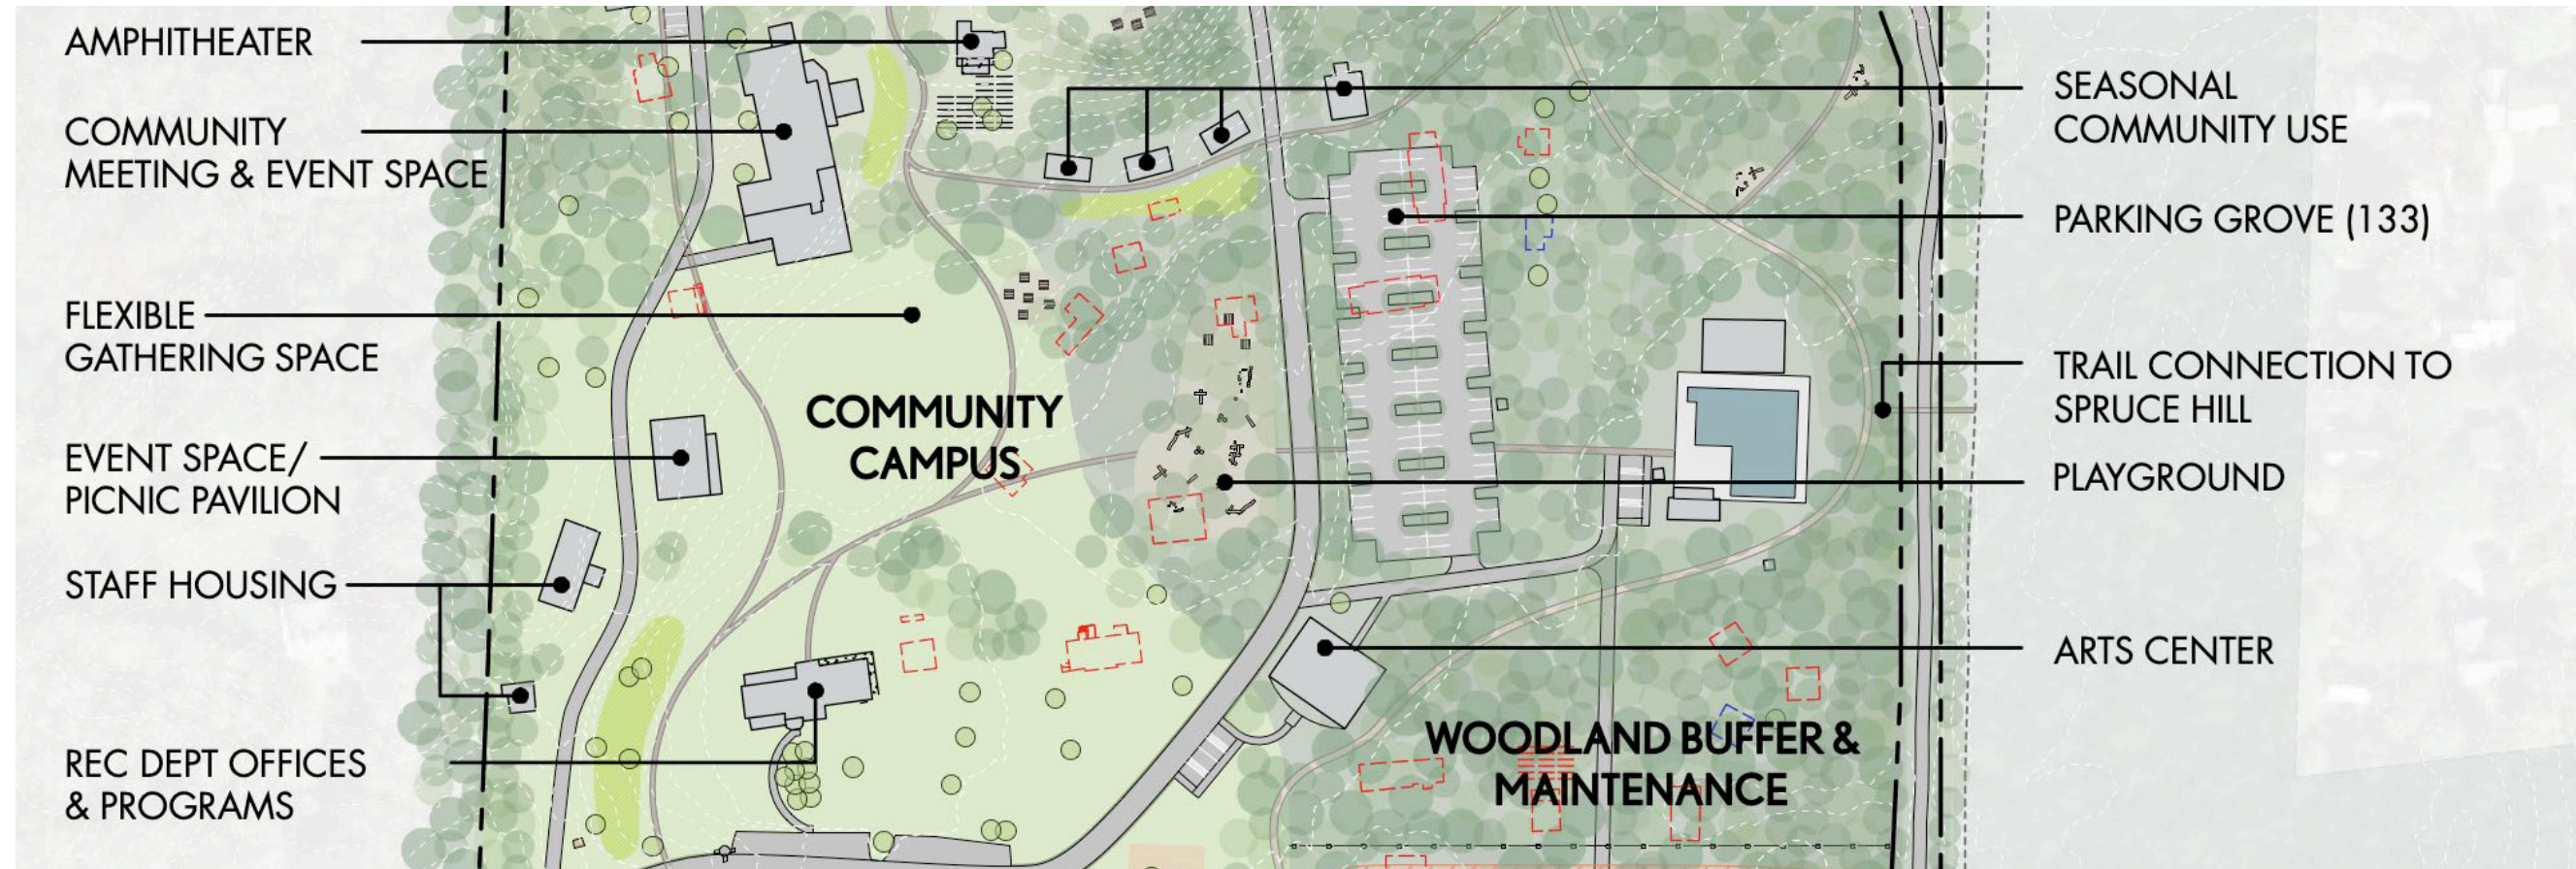 AMPHITHEATER
COMMUNITY
MEETING & EVENT SPACE
FLEXIBLE
GATHERING SPACE
EVENT SPACE/
PICNIC PAVILION
STAFF HOUSING
REC DEPT OFFICES
& PROGRAMS
COMMUNITY
CAMPUS
WOODLAND BUFFER &
MAINTENANCE
SEASONAL
COMMUNITY USE
PARKING GROVE (133)
TRAIL CONNECTION TO
SPRUCE HILL
PLAYGROUND
ARTS CENTER